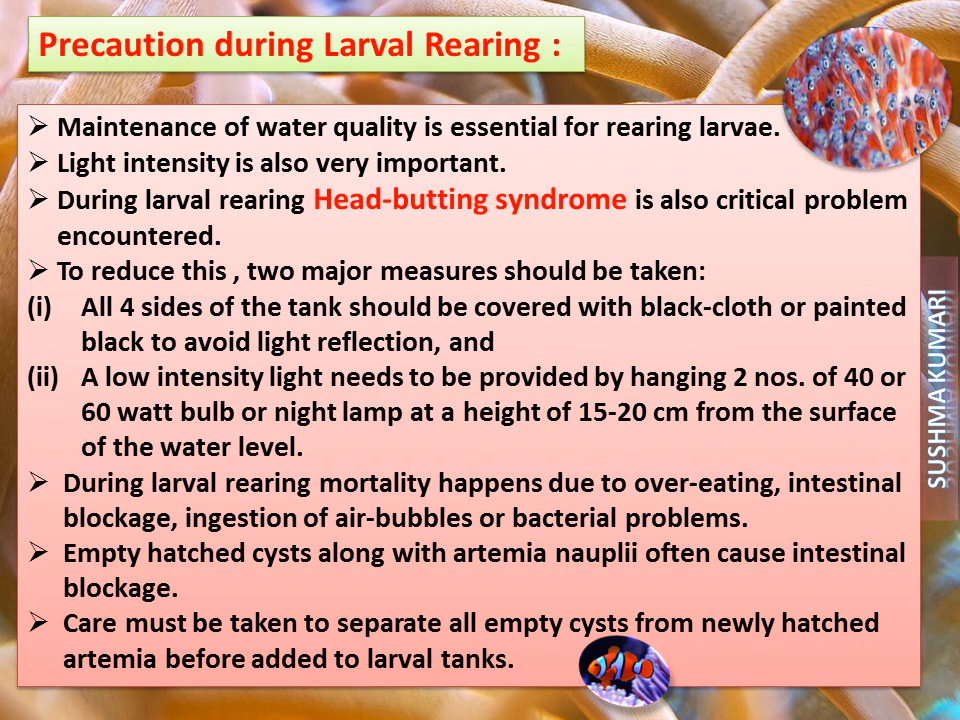 Precaution during Larval Rearing :
➢ Maintenance of water quality is essential for rearing larvae.
➢ Light intensity is also very important.
➢ During larval rearing Head-butting syndrome is also critical problem
encountered.
➢ To reduce this , two major measures should be taken:
(i) All 4 sides of the tank should be covered with black-cloth or painted
black to avoid light reflection, and
(ii) A low intensity light needs to be provided by hanging 2 nos. of 40 or
60 watt bulb or night lamp at a height of 15-20 cm from the surface
of the water level.
➢ During larval rearing mortality happens due to over-eating, intestinal
blockage, ingestion of air-bubbles or bacterial problems.
➢ Empty hatched cysts along with artemia nauplii often cause intestinal
blockage.
➢ Care must be taken to separate all empty cysts from newly hatched
artemia before added to larval tanks.
SUSHMA KUMARI